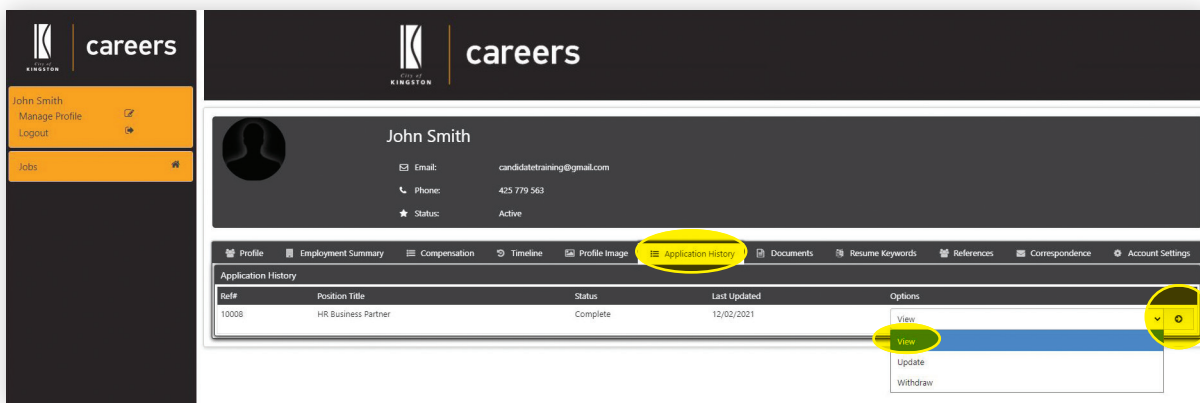 careers
City of
KINGSTON
John Smith
Manage Profile
Logout
Jobs
careers
City of
KINGSTON
John Smith
Email: candidatetraining@gmail.com
Phone: 425 779 563
Status: Active
Profile Employment Summary Compensation Timeline Profile Image Application History Documents Resume Keywords References Correspondence Account Settings
Application History
Ref# Position Title Status Last Updated Options
10008 HR Business Partner Complete 12/02/2021 View
View
Update
Withdraw